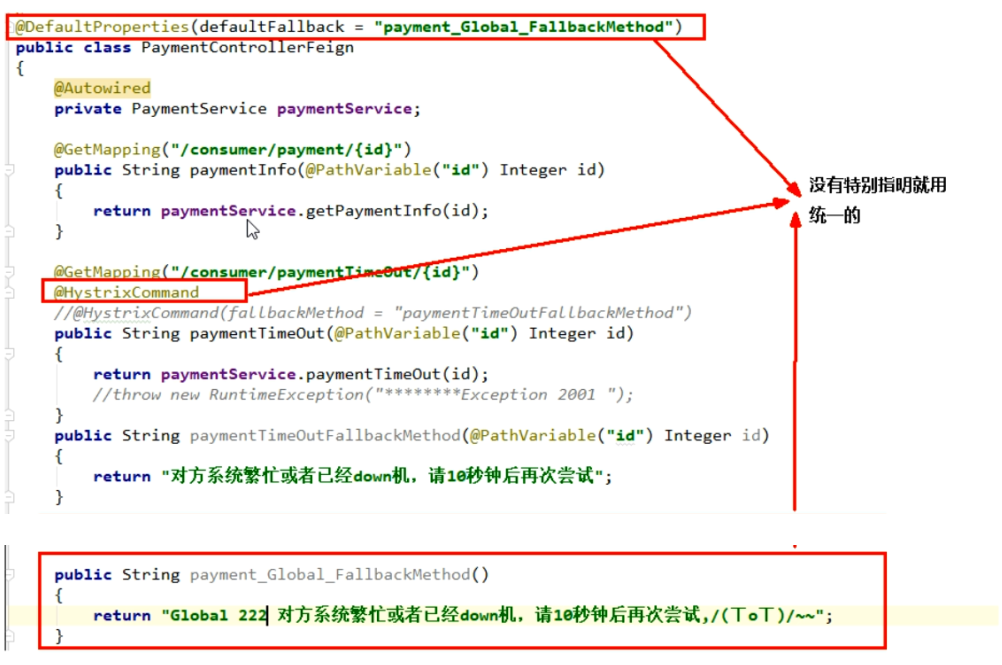 @DefaultProperties(defaultFallback = "payment_Global_FallbackMethod")
public class PaymentControllerFeign
{
@Autowired
private PaymentService paymentService;
@GetMapping("/consumer/payment/{id}")
public String paymentInfo(@PathVariable("id") Integer id)
{
return paymentService.getPaymentInfo(id);
}
没有特别指明就用
统一的
@GetMapping("/consumer/paymentTimeOut/{id}")
@HystrixCommand
//@HystrixCommand(fallbackMethod = "paymentTimeOutFallbackMethod")
public String paymentTimeOut(@PathVariable("id") Integer id)
{
return paymentService.paymentTimeOut(id);
//throw new RuntimeException("********Exception 2001 ");
}
public String paymentTimeOutFallbackMethod(@PathVariable("id") Integer id)
{
return "对方系统繁忙或者已经down机，请10秒钟后再次尝试";
}
public String payment_Global_FallbackMethod()
{
return "Global 222 对方系统繁忙或者已经down机，请10秒钟后再次尝试,/(ㄒoㄒ)/~~";
}